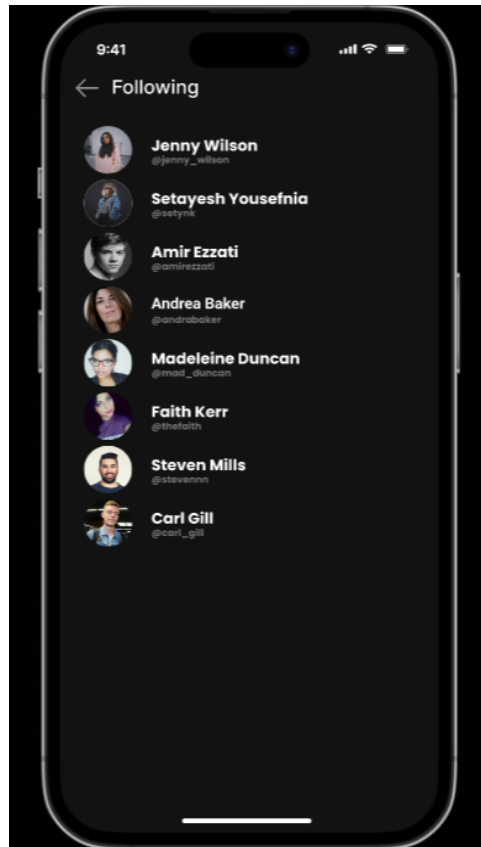 9:41
Following
Jenny Wilson
@jenny_wilson
Setayesh Yousefnia
@setynk
Amir Ezzati
@amirezzati
Andrea Baker
@andrabaker
Madeleine Duncan
@mad_duncan
Faith Kerr
@thefaith
Steven Mills
@stevennn
Carl Gill
@carl_gill